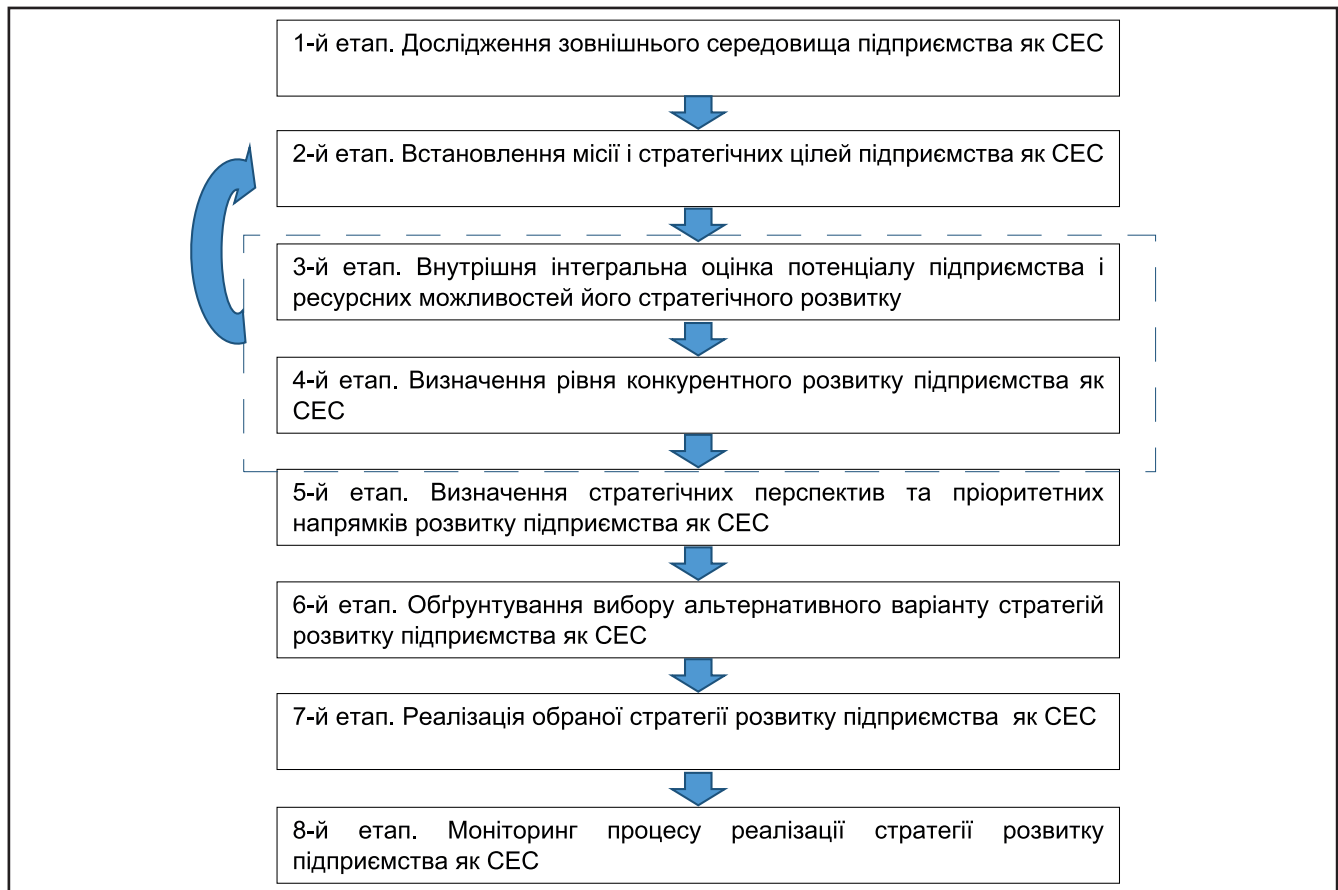 1-й етап. Дослідження зовнішнього середовища підприємства як СЕС
2-й етап. Встановлення місії і стратегічних цілей підприємства як СЕС
3-й етап. Внутрішня інтегральна оцінка потенціалу підприємства і
ресурсних можливостей його стратегічного розвитку
4-й етап. Визначення рівня конкурентного розвитку підприємства як
СЕС
5-й етап. Визначення стратегічних перспектив та пріоритетних
напрямків розвитку підприємства як СЕС
6-й етап. Обґрунтування вибору альтернативного варіанту стратегій
розвитку підприємства як СЕС
7-й етап. Реалізація обраної стратегії розвитку підприємства як СЕС
8-й етап. Моніторинг процесу реалізації стратегії розвитку
підприємства як СЕС